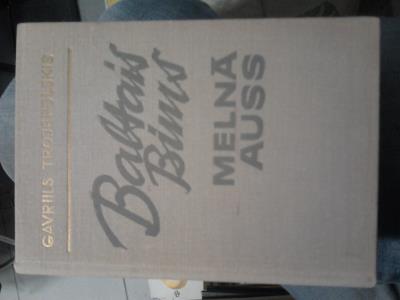 GAVRIILS TROJEPOĻSKIS
Baltais
Bims
MELNĀ
AUSS